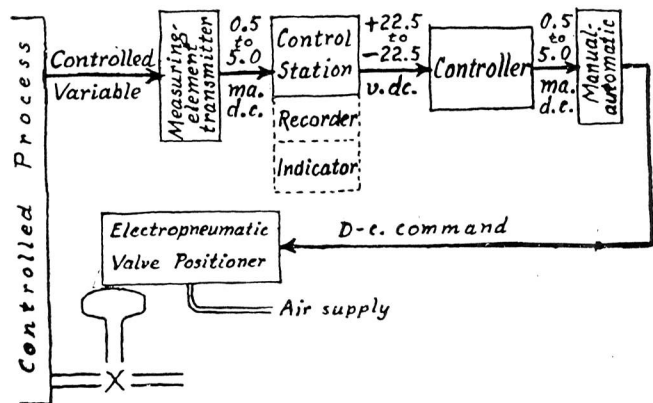 Controlled Process
Controlled
Variable
Measuring-
element
transmitter
0.5
to
5.0
ma.
d.c.
Control
Station
Recorder
Indicator
+22.5
to
-22.5
v.dc.
Controller
0.5
to
5.0
ma.
d.c.
Manual-
automatic
D-c. command
Electropneumatic
Valve Positioner
Air supply